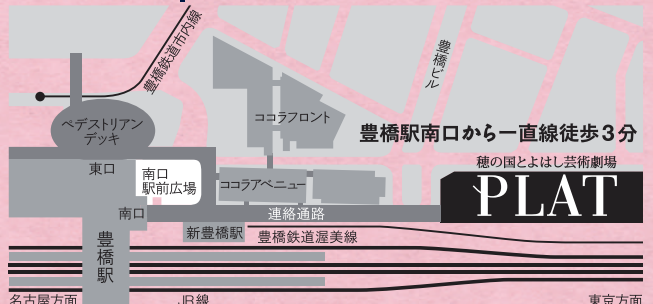 豊橋鉄道市内線
豊橋ビル
ココラフロント
ペデストリアン
デッキ
豊橋駅南口から一直線徒歩3分
穂の国とよはし芸術劇場
PLAT
東口
南口
駅前広場
ココラアベニュー
南口
連絡通路
新豊橋駅
豊橋鉄道渥美線
豊橋駅
名古屋方面
JR線
東京方面